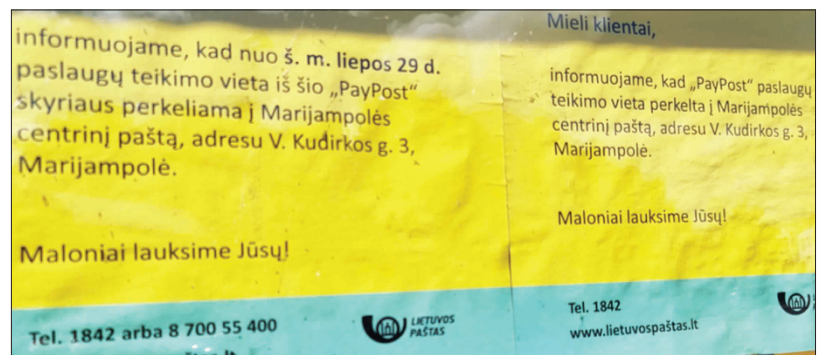 informuojame, kad nuo š. m. liepos 29 d.
paslaugų teikimo vieta iš šio „PayPost“
skyriaus perkeliama į Marijampolės
centrinį paštą, adresu V. Kudirkos g. 3,
Marijampolė.
Maloniai lauksime Jūsų!
Tel. 1842 arba 8 700 55 400
LIETUVOS
PAŠTAS
Mieli klientai,
informuojame, kad „PayPost“ paslaugų
teikimo vieta perkelta į Marijampolės
centrinį paštą, adresu V. Kudirkos g. 3,
Marijampolė.
Maloniai lauksime Jūsų!
Tel. 1842
www.lietuvospaštas.lt